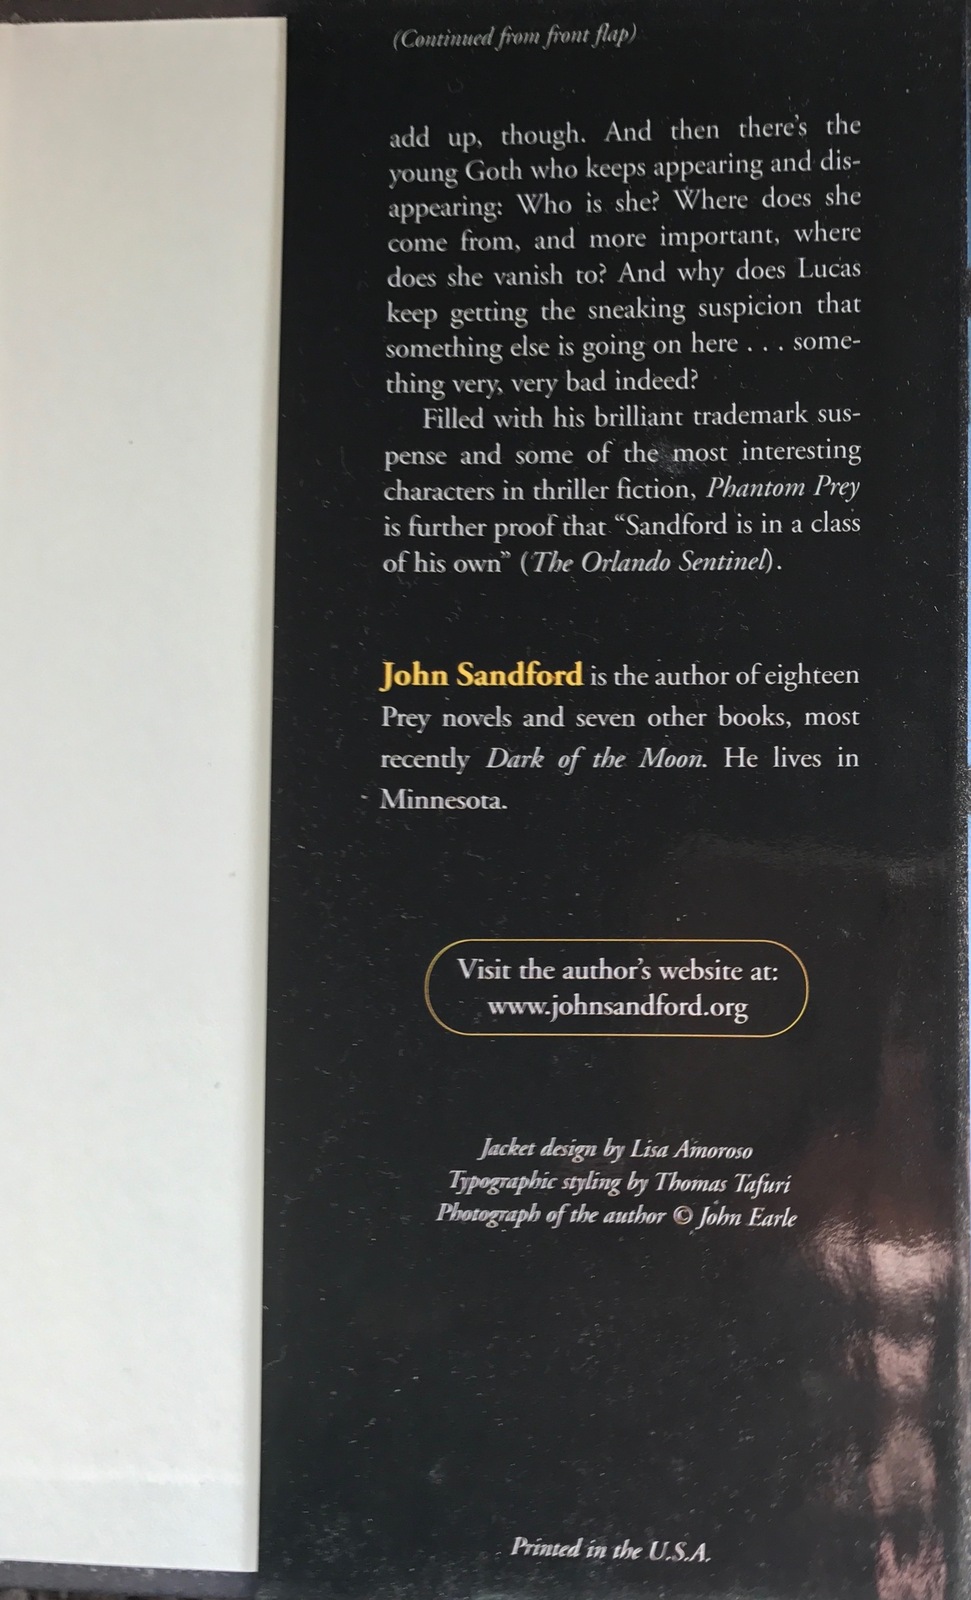 (Continued from front flap)
add up, though. And then there's the
young Goth who keeps appearing and dis-
appearing: Who is she? Where does she
come from, and more important, where
does she vanish to? And why does Lucas
keep getting the sneaking suspicion that
something else is going on here . . . some-
thing very, very bad indeed?
Filled with his brilliant trademark sus-
pense and some of the most interesting
characters in thriller fiction, Phantom Prey
is further proof that “Sandford is in a class
of his own” (The Orlando Sentinel).
John Sandford is the author of eighteen
Prey novels and seven other books, most
recently Dark of the Moon. He lives in
Minnesota.
Visit the author's website at:
www.johnsandford.org
Jacket design by Lisa Amoroso
Typographic styling by Thomas Tafuri
Photograph of the author © John Earle
Printed in the U.S.A.